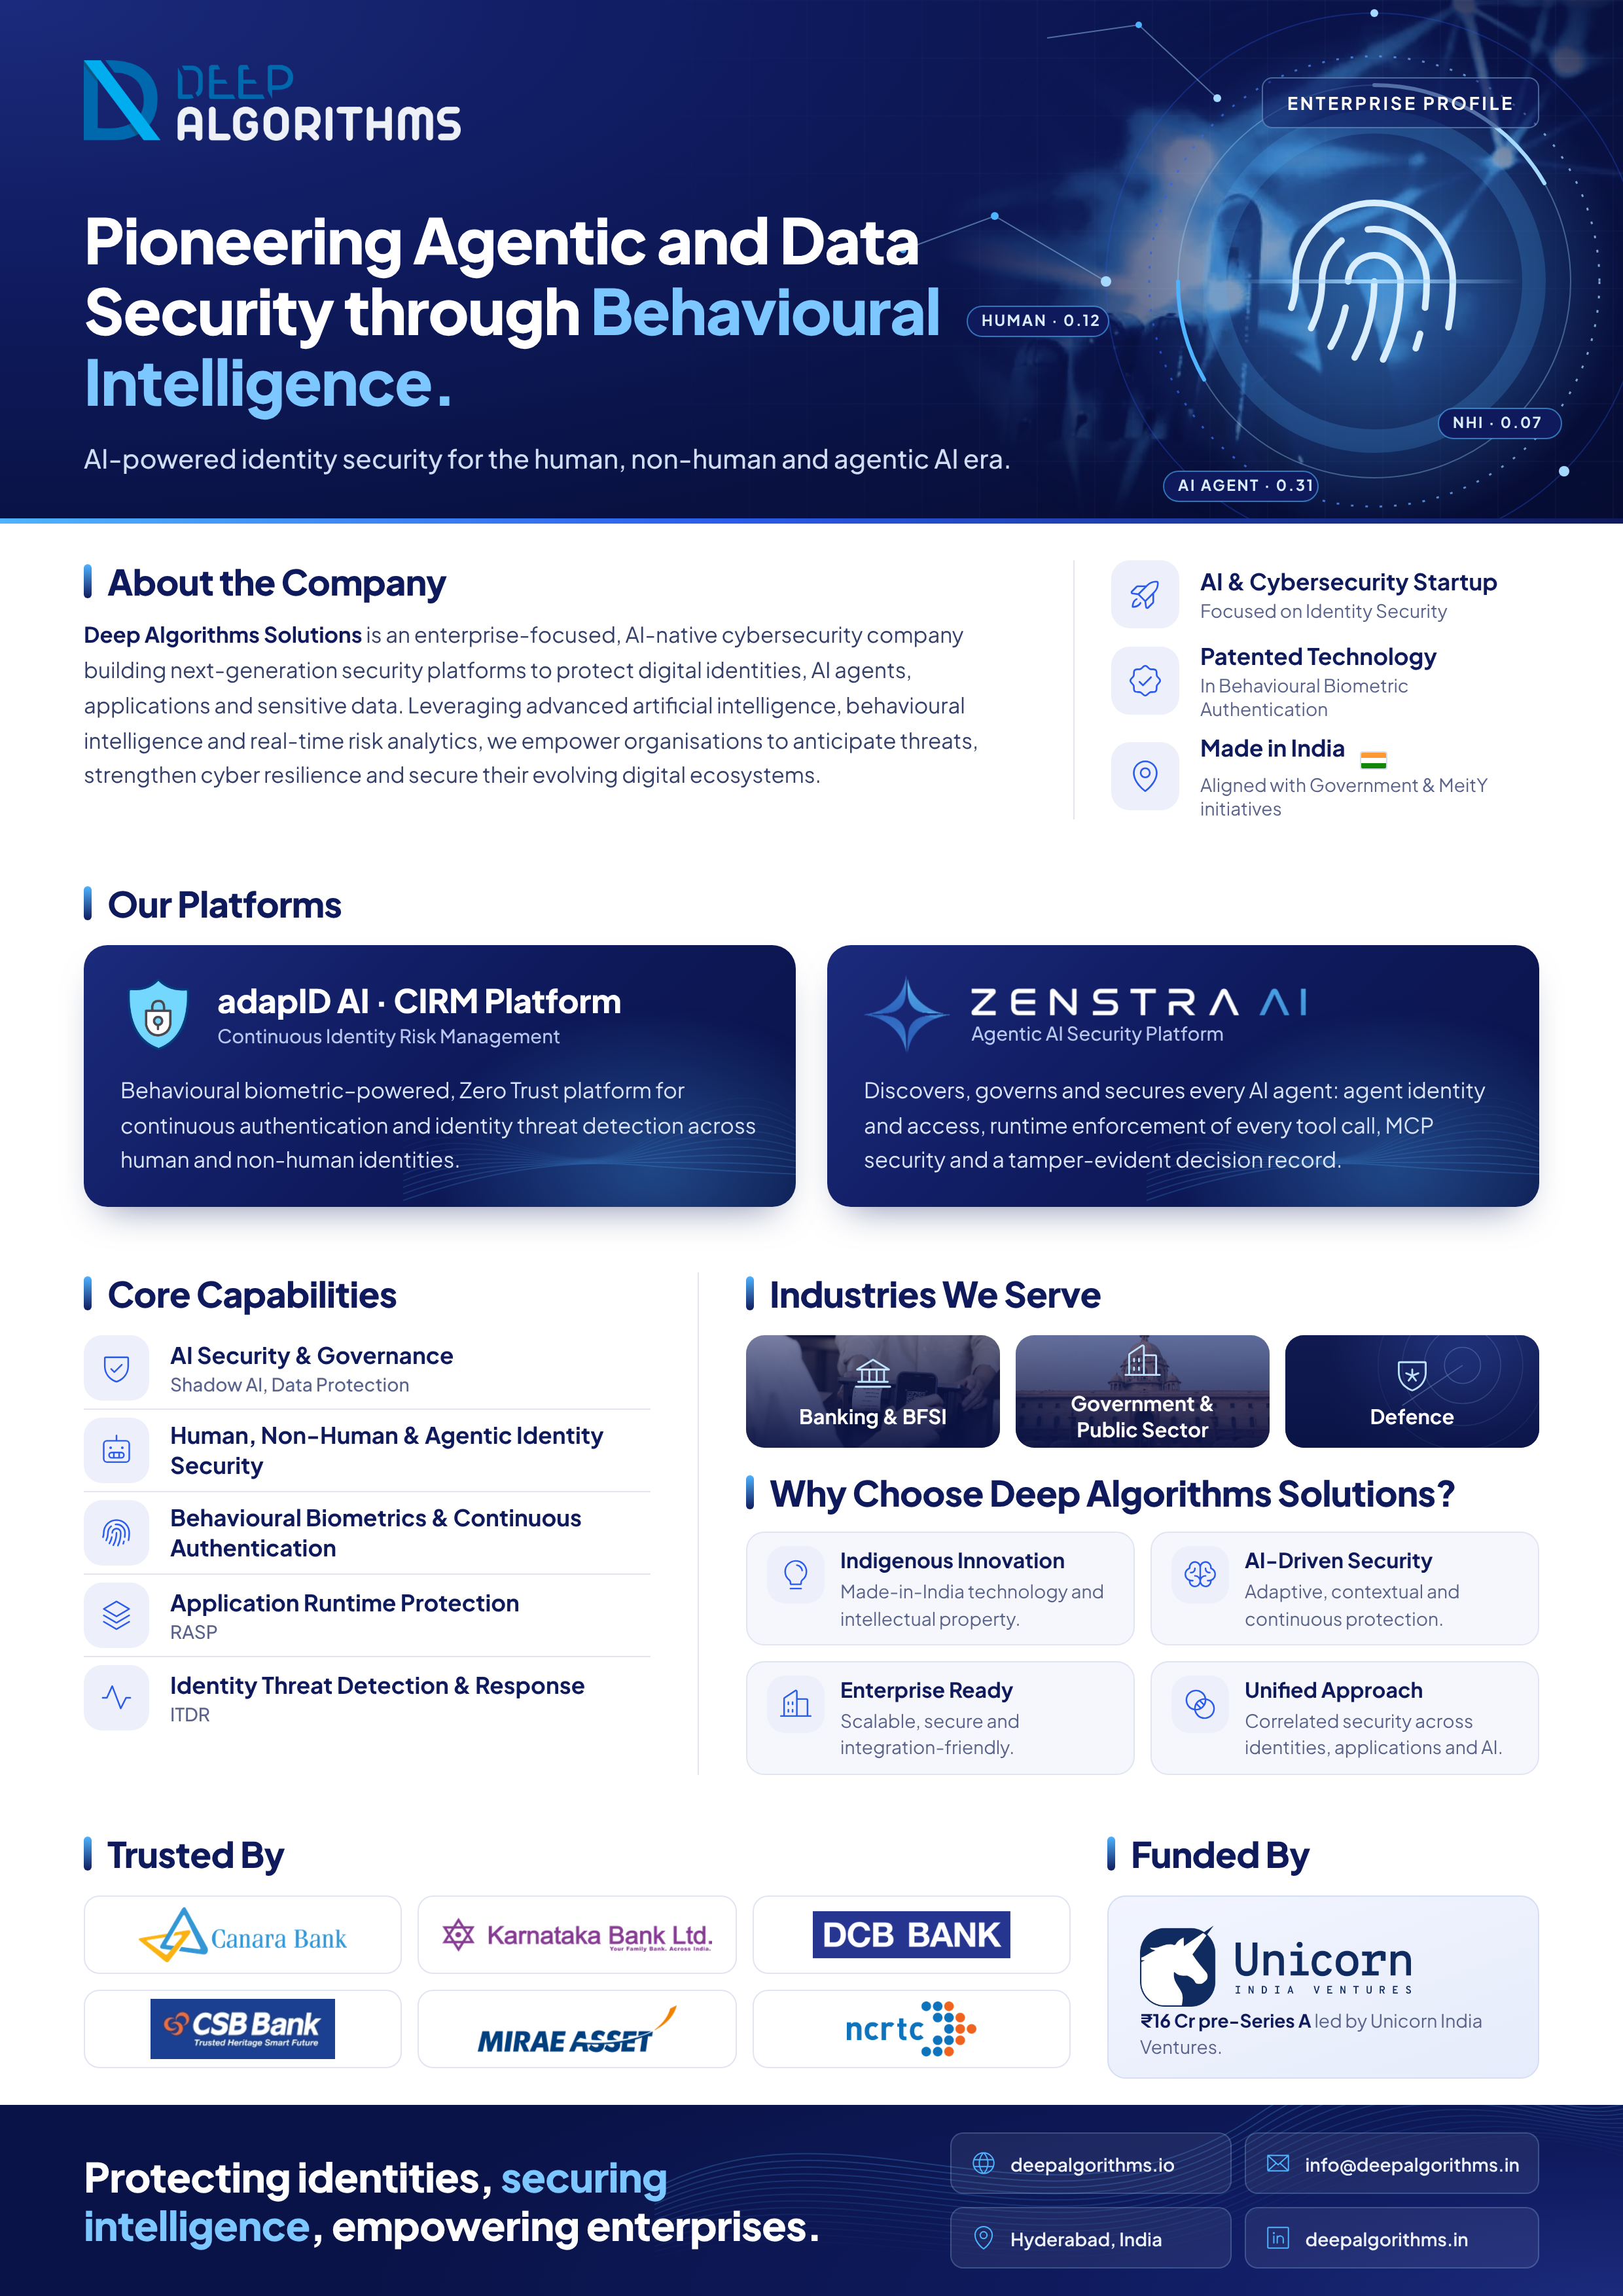 DEEP
ALGORITHMS
ENTERPRISE PROFILE
Pioneering Agentic and Data
Security through Behavioural
Intelligence.
AI-powered identity security for the human, non-human and agentic AI era.
HUMAN · 0.12
NHI · 0.07
AI AGENT · 0.31
About the Company
Deep Algorithms Solutions is an enterprise-focused, AI-native cybersecurity company
building next-generation security platforms to protect digital identities, AI agents,
applications and sensitive data. Leveraging advanced artificial intelligence, behavioural
intelligence and real-time risk analytics, we empower organisations to anticipate threats,
strengthen cyber resilience and secure their evolving digital ecosystems.
AI & Cybersecurity Startup
Focused on Identity Security
Patented Technology
In Behavioural Biometric
Authentication
Made in India
Aligned with Government & MeitY
initiatives
Our Platforms
adapID AI · CIRM Platform
Continuous Identity Risk Management
Behavioural biometric-powered, Zero Trust platform for
continuous authentication and identity threat detection across
human and non-human identities.
ZENSTRA AI
Agentic AI Security Platform
Discovers, governs and secures every AI agent: agent identity
and access, runtime enforcement of every tool call, MCP
security and a tamper-evident decision record.
Core Capabilities
AI Security & Governance
Shadow AI, Data Protection
Human, Non-Human & Agentic Identity
Security
Behavioural Biometrics & Continuous
Authentication
Application Runtime Protection
RASP
Identity Threat Detection & Response
ITDR
Industries We Serve
Banking & BFSI
Government &
Public Sector
Defence
Why Choose Deep Algorithms Solutions?
Indigenous Innovation
Made-in-India technology and
intellectual property.
AI-Driven Security
Adaptive, contextual and
continuous protection.
Enterprise Ready
Scalable, secure and
integration-friendly.
Unified Approach
Correlated security across
identities, applications and AI.
Trusted By
Canara Bank
Karnataka Bank Ltd.
Your Family Bank. Across India.
DCB BANK
CSB Bank
Trusted Heritage Smart Future
MIRAE ASSET
ncrtc
Funded By
Unicorn
INDIA VENTURES
₹16 Cr pre-Series A led by Unicorn India
Ventures.
Protecting identities, securing
intelligence, empowering enterprises.
deepalgorithms.io
info@deepalgorithms.in
Hyderabad, India
in deepalgorithms.in